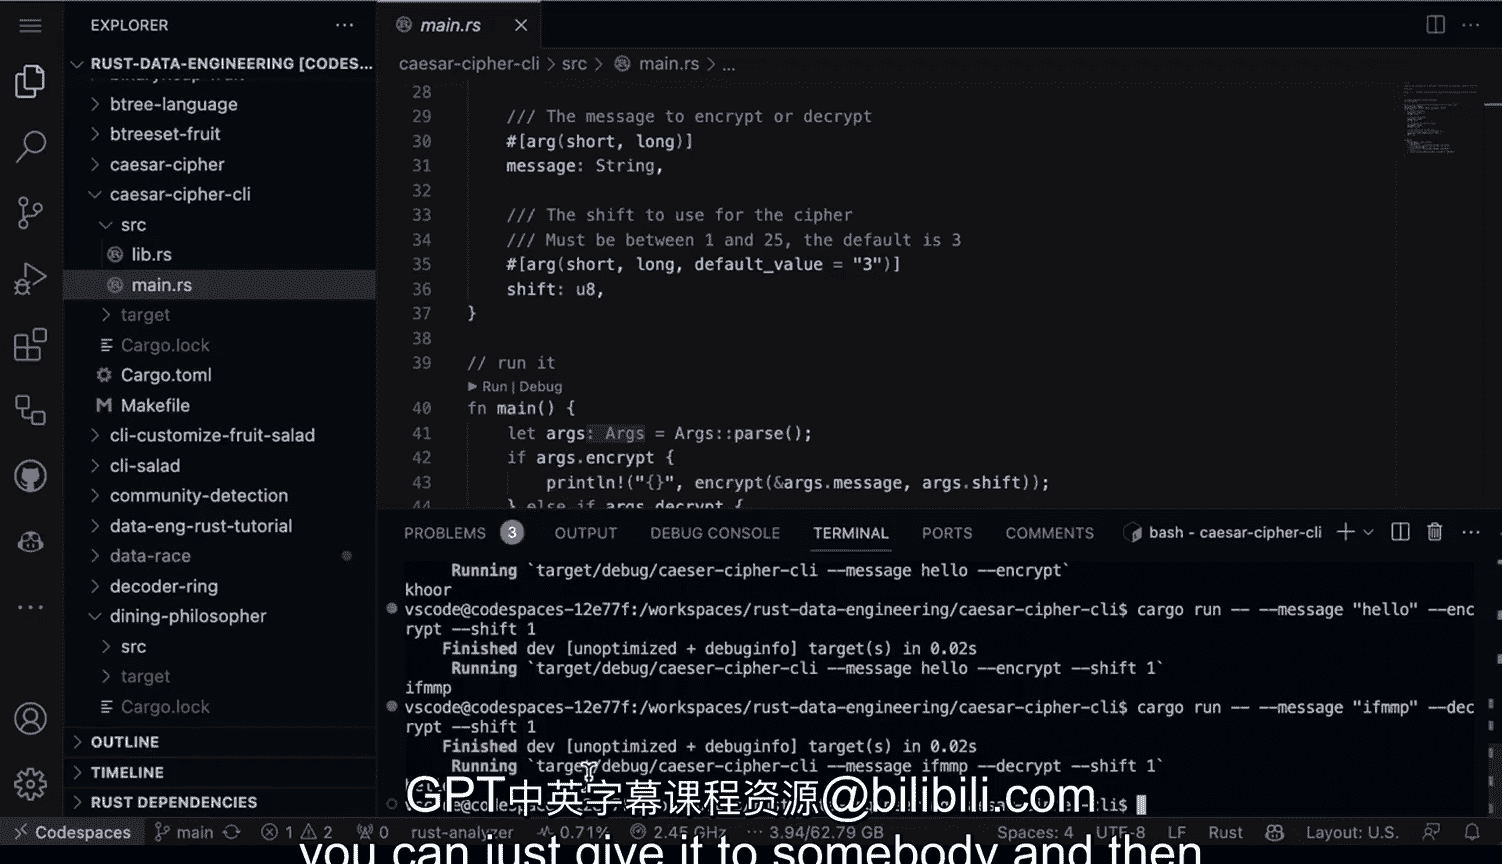 EXPLORER
RUST-DATA-ENGINEERING [CODES...
btree-language
btreeset-fruit
caesar-cipher
caesar-cipher-cli
src
lib.rs
main.rs
target
Cargo.lock
Cargo.toml
Makefile
cli-customize-fruit-salad
cli-salad
community-detection
data-eng-rust-tutorial
data-race
decoder-ring
dining-philosopher
src
target
Cargo.lock
OUTLINE
TIMELINE
RUST DEPENDENCIES
main.rs
caesar-cipher-cli > src > main.rs > ...
28
29 /// The message to encrypt or decrypt
30 #[arg(short, long)]
31 message: String,
32
33 /// The shift to use for the cipher
34 /// Must be between 1 and 25, the default is 3
35 #[arg(short, long, default_value = "3")]
36 shift: u8,
37 }
38
39 // run it
Run | Debug
40 fn main() {
41 let args: Args = Args::parse();
42 if args.encrypt {
43 println!("{}", encrypt(&args.message, args.shift));
44 } else if args.decrypt {
PROBLEMS 3 OUTPUT DEBUG CONSOLE TERMINAL PORTS COMMENTS bash - caesar-cipher-cli
Running `target/debug/caeser-cipher-cli --message hello --encrypt`
khoor
vscode@codespaces-12e77f:/workspaces/rust-data-engineering/caesar-cipher-cli$ cargo run -- --message "hello" --enc
rypt --shift 1
Finished dev [unoptimized + debuginfo] target(s) in 0.02s
Running `target/debug/caeser-cipher-cli --message hello --encrypt --shift 1`
ifmmp
vscode@codespaces-12e77f:/workspaces/rust-data-engineering/caesar-cipher-cli$ cargo run -- --message "ifmmp" --dec
rypt --shift 1
Finished dev [unoptimized + debuginfo] target(s) in 0.02s
Running `target/debug/caeser-cipher-cli --message ifmmp --decrypt --shift 1`
GPT中英字幕课程资源@bilibili.com
Codespaces main 1 2 0 rust-analyzer 0.71% 2.45 GHz 3.94/62.79 GB Spaces: 4 UTF-8 LF Rust Layout: U.S.
you can just give it to somebody and then